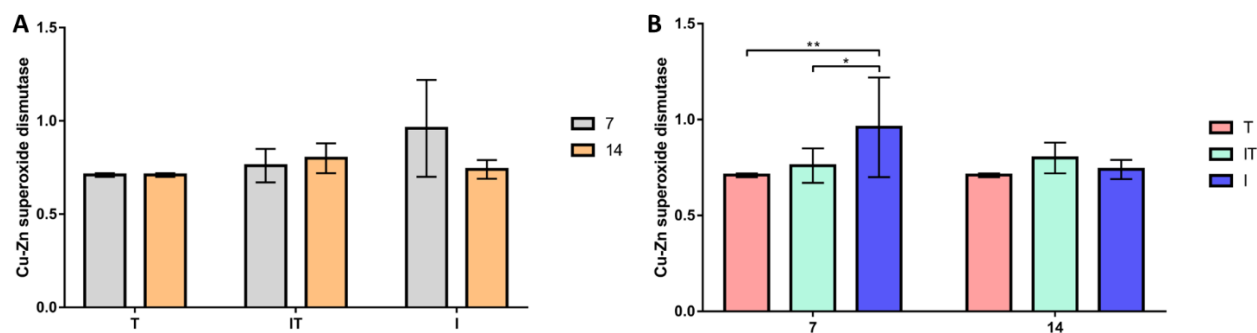 A
Cu-Zn superoxide dismutase
1.5
1.0
0.5
0.0
T
IT
I
7
14
B
Cu-Zn superoxide dismutase
1.5
1.0
0.5
0.0
**
*
7
14
T
IT
I